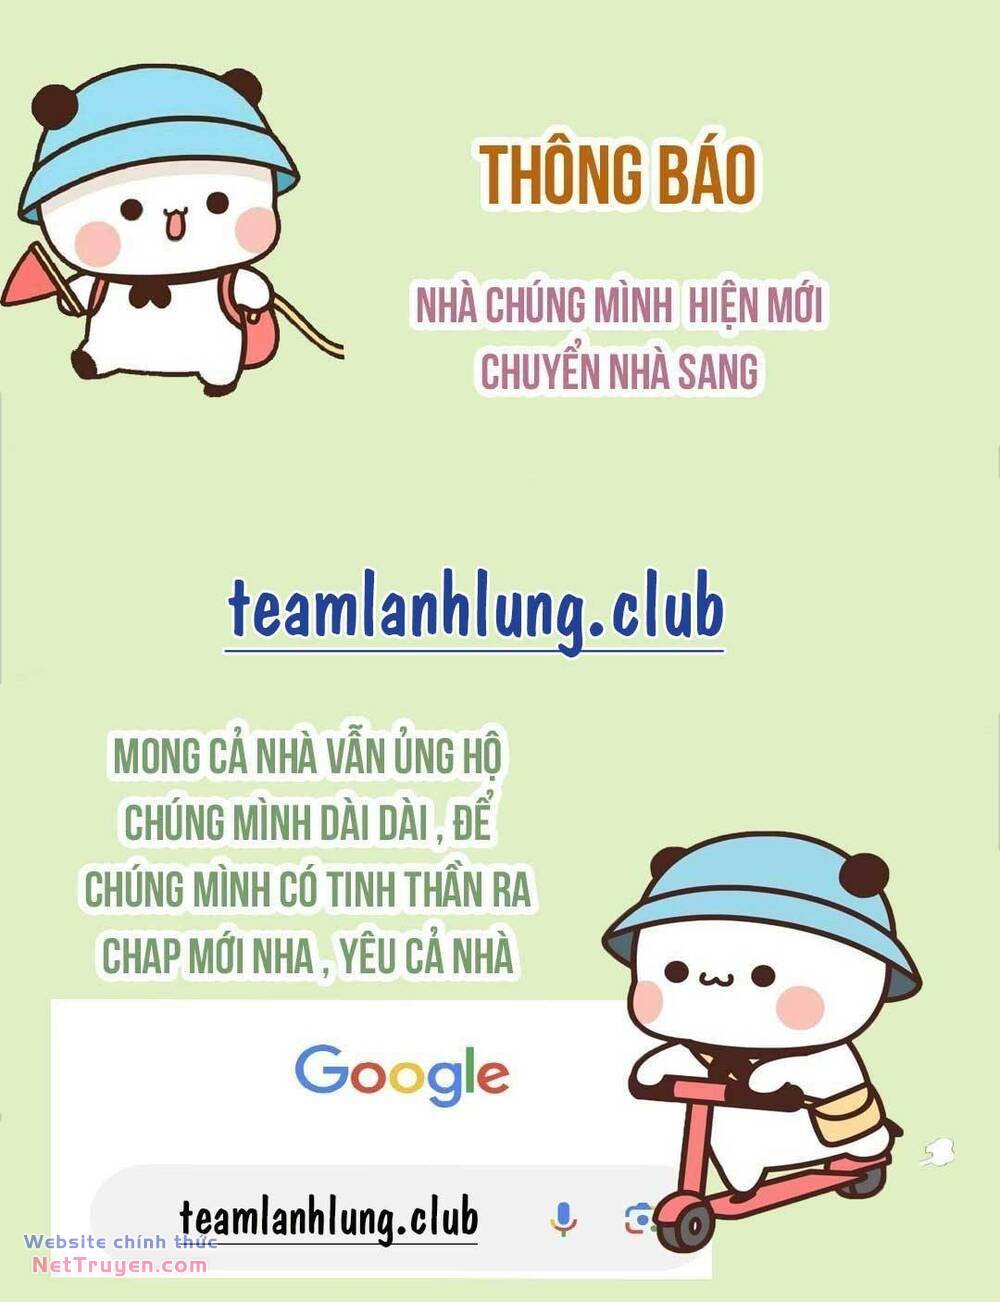 THÔNG BÁO
NHÀ CHÚNG MÌNH HIỆN MỚI
CHUYỂN NHÀ SANG
teamlanhlung.club
MONG CẢ NHÀ VẪN ỦNG HỘ
CHÚNG MÌNH DÀI DÀI , ĐỂ
CHÚNG MÌNH CÓ TINH THẦN RA
CHAP MỚI NHA , YÊU CẢ NHÀ
Google
teamlanhlung.club
Website chính thức
NetTruyen.com